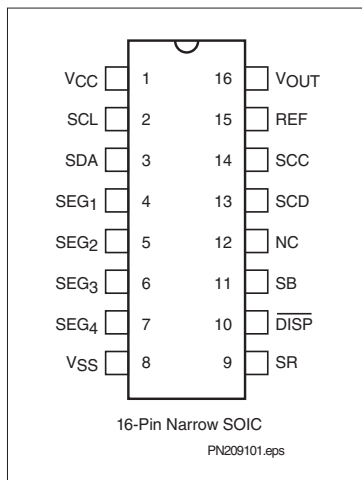 VCC 1 16 VOUT
SCL 2 15 REF
SDA 3 14 SCC
SEG1 4 13 SCD
SEG2 5 12 NC
SEG3 6 11 SB
SEG4 7 10 DISP
VSS 8 9 SR
16-Pin Narrow SOIC
PN209101.eps